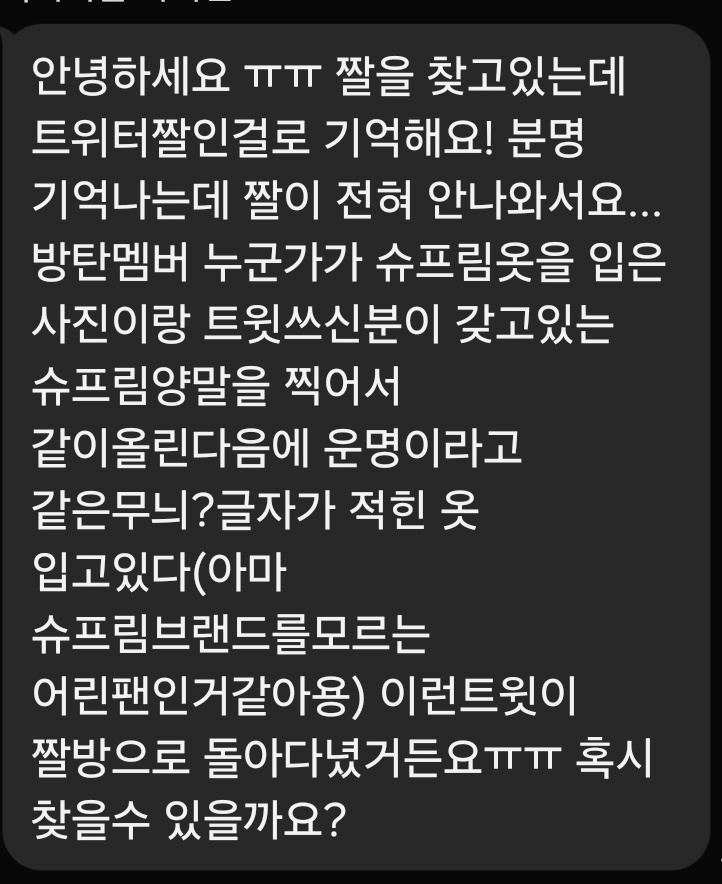 안녕하세요 ㅠㅠ 짤을 찾고있는데
트위터짤인걸로 기억해요! 분명
기억나는데 짤이 전혀 안나와서요...
방탄멤버 누군가가 슈프림옷을 입은
사진이랑 트윗쓰신분이 갖고있는
슈프림양말을 찍어서
같이올린다음에 운명이라고
같은무늬?글자가 적힌 옷
입고있다(아마
슈프림브랜드를모르는
어린팬인거같아용) 이런트윗이
짤방으로 돌아다녔거든요ㅠㅠ 혹시
찾을수 있을까요?